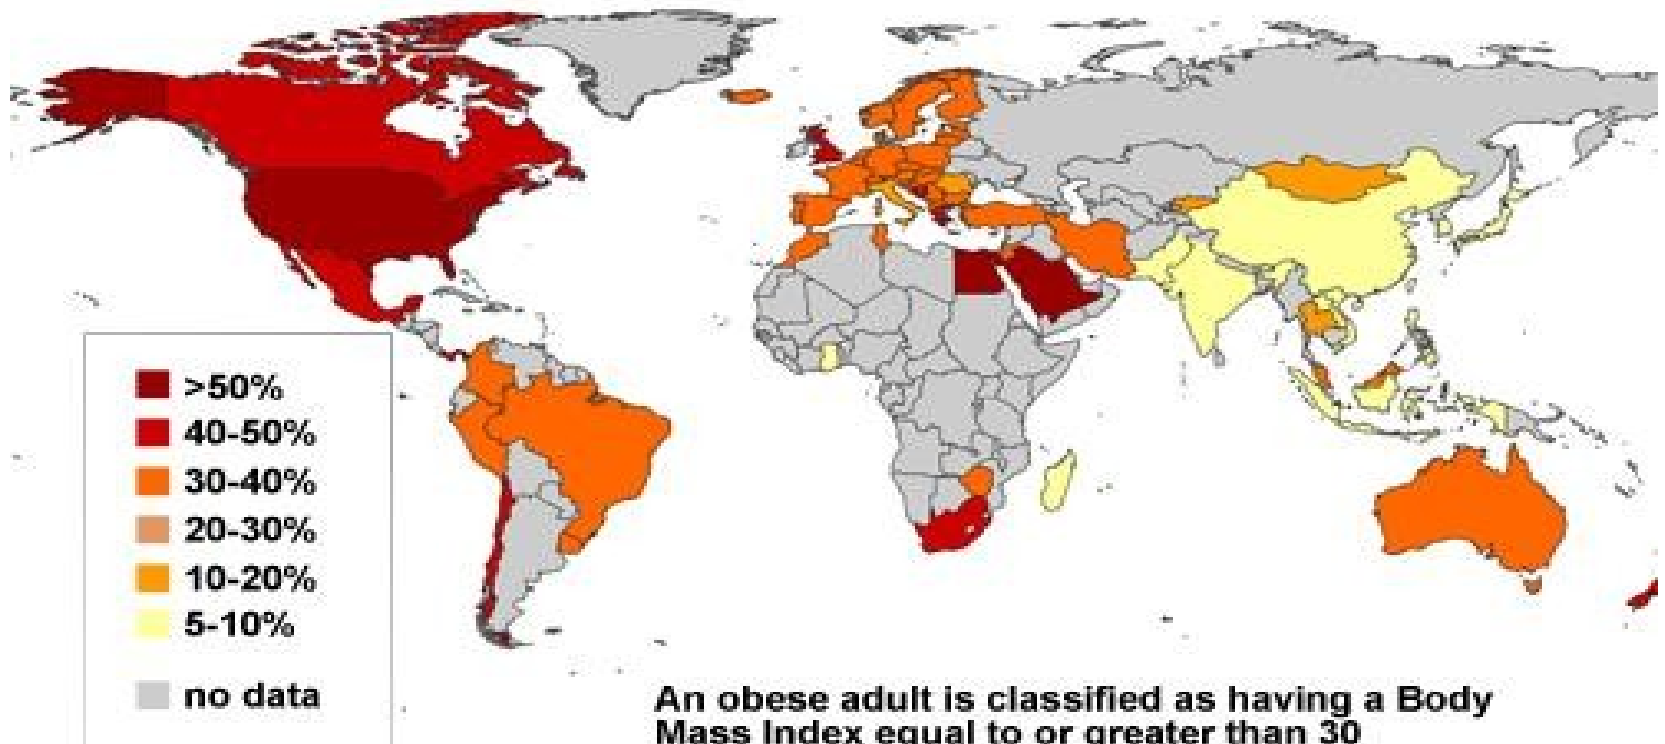 >50%
40-50%
30-40%
20-30%
10-20%
5-10%
no data
An obese adult is classified as having a Body
Mass Index equal to or greater than 30